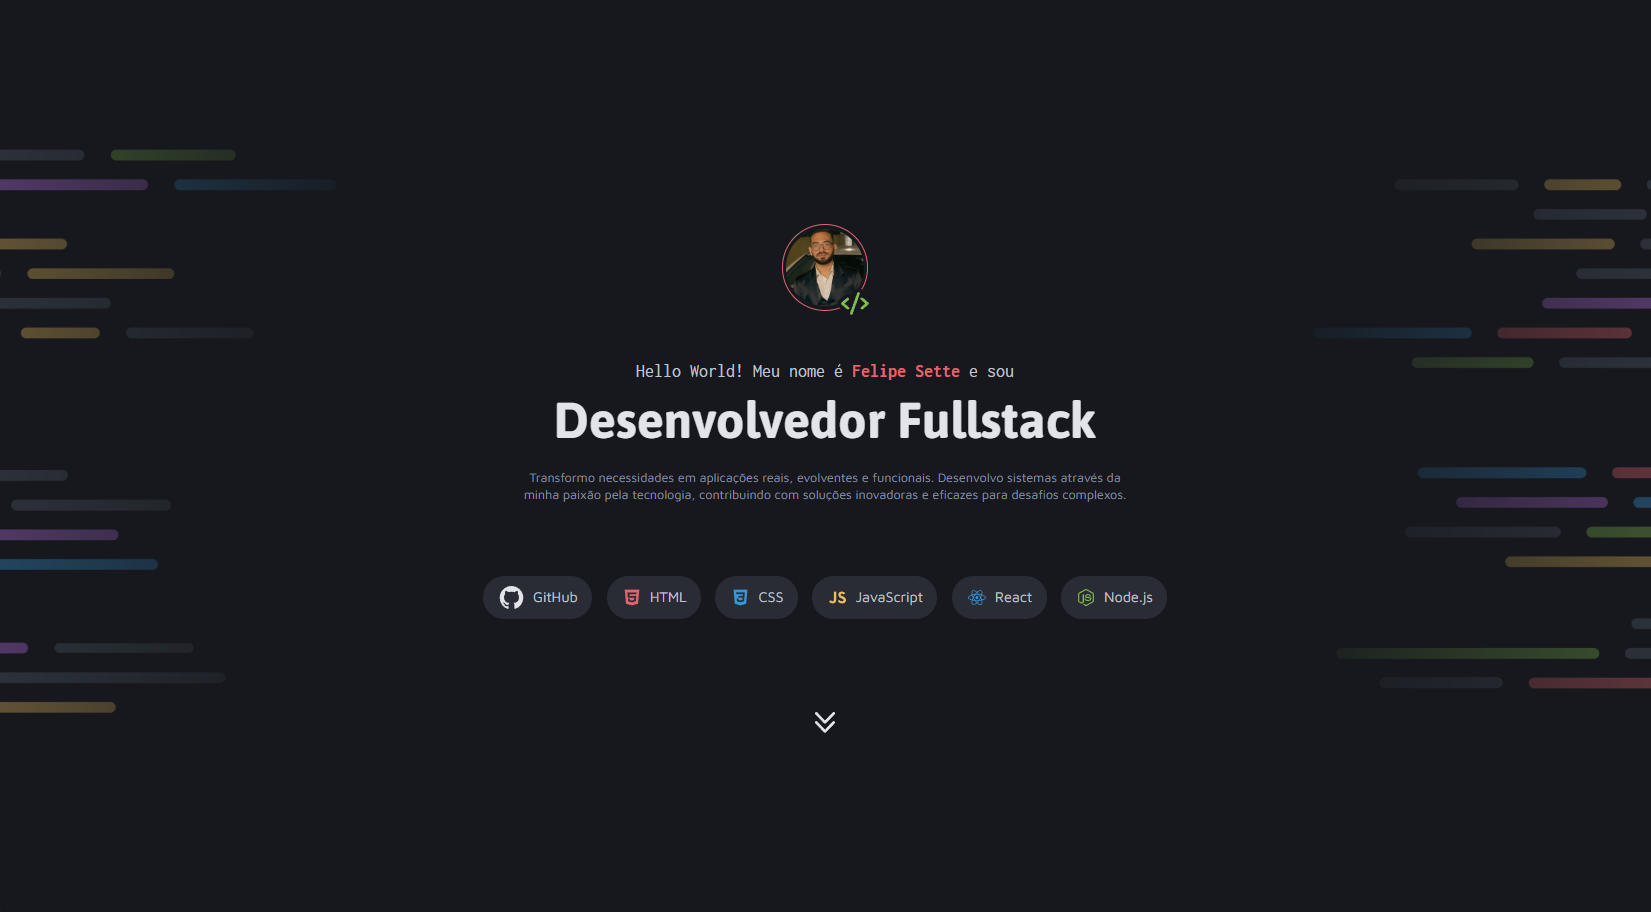 Hello World! Meu nome é Felipe Sette e sou
Desenvolvedor Fullstack
Transformo necessidades em aplicações reais, evolventes e funcionais. Desenvolvo sistemas através da
minha paixão pela tecnologia, contribuindo com soluções inovadoras e eficazes para desafios complexos.
GitHub HTML CSS JS JavaScript React Node.js